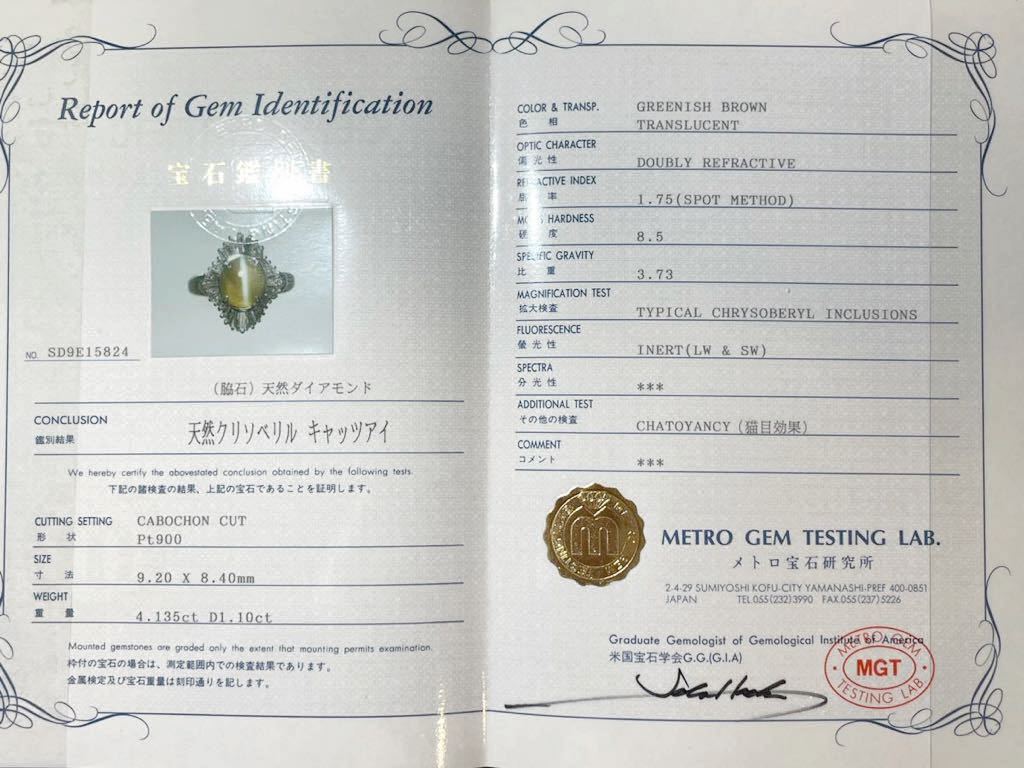 Report of Gem Identification
宝石鑑別書
NO. SD9E15824
(脇石) 天然ダイアモンド
CONCLUSION
鑑別結果
天然クリソベリル キャッツアイ
We hereby certify the abovestated conclusion obtained by the following tests.
下記の諸検査の結果、上記の宝石であることを証明します。
CUTTING SETTING CABOCHON CUT
形 状 Pt900
SIZE
寸 法 9.20 X 8.40mm
WEIGHT
重 量 4.135ct D1.10ct
Mounted gemstones are graded only the extent that mounting permits examination.
枠付の宝石の場合は、測定範囲内での検査結果であります。
金属検定及び宝石重量は刻印通りを記します。
COLOR & TRANSP. GREENISH BROWN
色 相 TRANSLUCENT
OPTIC CHARACTER
偏 光 性 DOUBLY REFRACTIVE
REFRACTIVE INDEX
屈 率 1.75(SPOT METHOD)
MOHS HARDNESS
硬 度 8.5
SPECIFIC GRAVITY
比 重 3.73
MAGNIFICATION TEST
拡大検査 TYPICAL CHRYSOBERYL INCLUSIONS
FLUORESCENCE
螢 光 性 INERT(LW & SW)
SPECTRA
分 光 性 ***
ADDITIONAL TEST
その他の検査 CHATOYANCY (猫目効果)
COMMENT
コメント ***
METRO GEM TESTING LAB.
メトロ宝石研究所
2-4-29 SUMIYOSHI KOFU-CITY YAMANASHI-PREF 400-0851
JAPAN TEL.055(232)3990 FAX.055(237)5226
Graduate Gemologist of Gemological Institute of America
米国宝石学会G.G.(G.I.A)
METRO GEM
MGT
TESTING LAB.